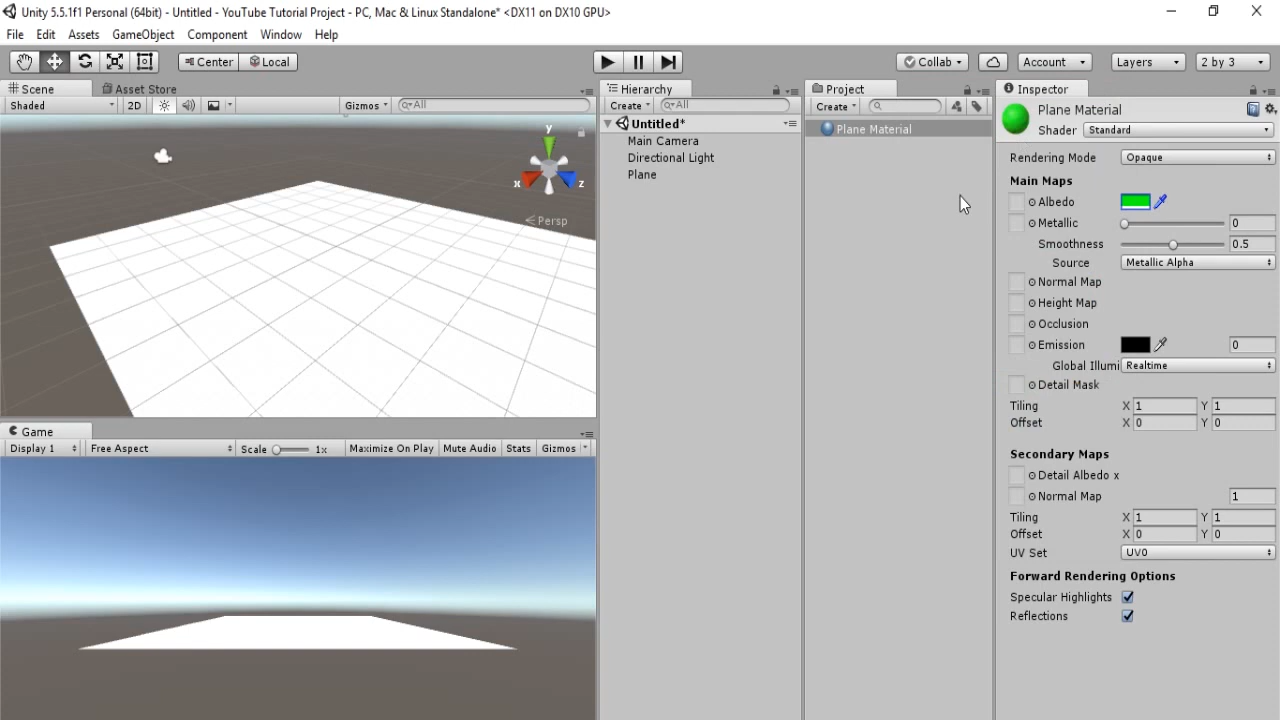 Unity 5.5.1f1 Personal (64bit) - Untitled - YouTube Tutorial Project - PC, Mac & Linux Standalone* <DX11 on DX10 GPU>
File Edit Assets GameObject Component Window Help
Center Local Collab Account Layers 2 by 3
Scene Asset Store
Shaded 2D Gizmos All
y
x z
Persp
Game
Display 1 Free Aspect Scale 1x Maximize On Play Mute Audio Stats Gizmos
Hierarchy
Create All
Untitled*
Main Camera
Directional Light
Plane
Project
Create
Plane Material
Inspector
Plane Material
Shader Standard
Rendering Mode Opaque
Main Maps
Albedo
Metallic 0
Smoothness 0.5
Source Metallic Alpha
Normal Map
Height Map
Occlusion
Emission 0
Global Illumi Realtime
Detail Mask
Tiling X 1 Y 1
Offset X 0 Y 0
Secondary Maps
Detail Albedo x
Normal Map 1
Tiling X 1 Y 1
Offset X 0 Y 0
UV Set UV0
Forward Rendering Options
Specular Highlights
Reflections